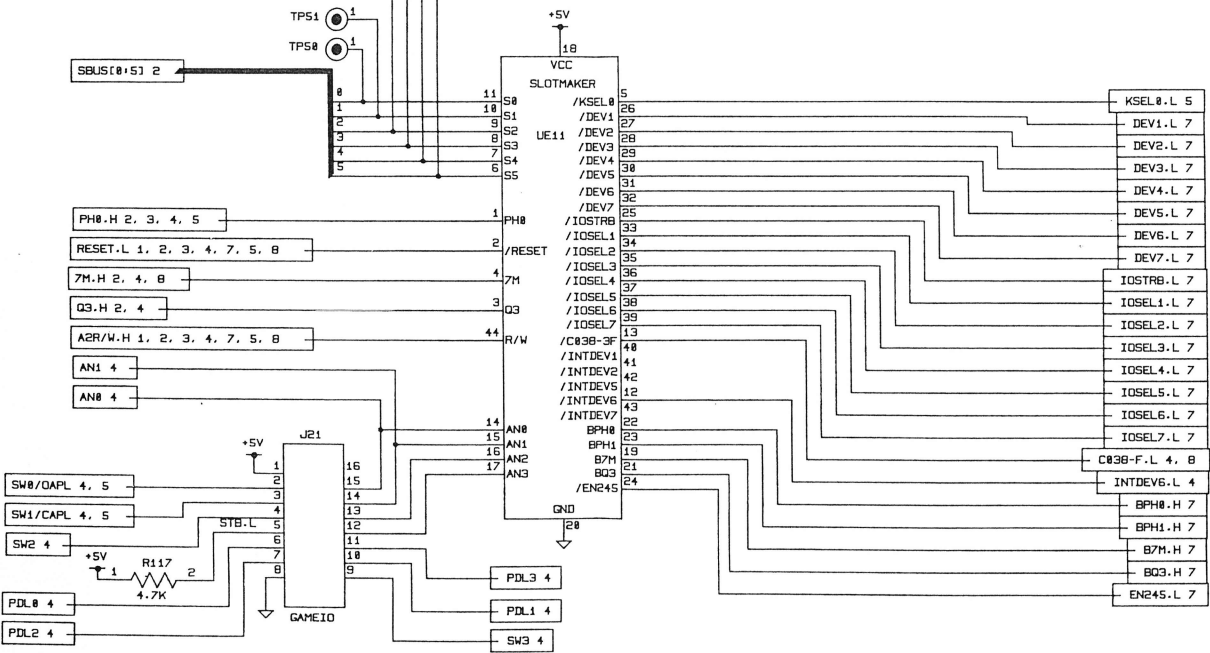 TP51 1
TP50 1
+5V
18
VCC
SLOTMAKER
UE11
SBUS[0:5] 2
0 11 S0
1 10 S1
2 9 S2
3 8 S3
4 7 S4
5 6 S5
PH0.H 2, 3, 4, 5
1 PH0
RESET.L 1, 2, 3, 4, 7, 5, 8
2 /RESET
7M.H 2, 4, 8
4 7M
Q3.H 2, 4
3 Q3
A2R/W.H 1, 2, 3, 4, 7, 5, 8
44 R/W
AN1 4
AN0 4
14 AN0
15 AN1
16 AN2
17 AN3
/KSEL0 5
/DEV1 26
/DEV2 27
/DEV3 28
/DEV4 29
/DEV5 30
/DEV6 31
/DEV7 32
/IOSTRB 25
/IOSEL1 33
/IOSEL2 34
/IOSEL3 35
/IOSEL4 36
/IOSEL5 37
/IOSEL6 38
/IOSEL7 39
/C038-3F 13
/INTDEV1 40
/INTDEV2 41
/INTDEV5 42
/INTDEV6 12
/INTDEV7 43
BPH0 22
BPH1 23
B7M 19
BQ3 21
/EN245 24
GND
20
KSEL0.L 5
DEV1.L 7
DEV2.L 7
DEV3.L 7
DEV4.L 7
DEV5.L 7
DEV6.L 7
DEV7.L 7
IOSTRB.L 7
IOSEL1.L 7
IOSEL2.L 7
IOSEL3.L 7
IOSEL4.L 7
IOSEL5.L 7
IOSEL6.L 7
IOSEL7.L 7
C038-F.L 4, 8
INTDEV6.L 4
BPH0.H 7
BPH1.H 7
B7M.H 7
BQ3.H 7
EN245.L 7
J21
+5V
1 16
2 15
3 14
4 13
5 12
6 11
7 10
8 9
GAMEIO
SW0/OAPL 4, 5
SW1/CAPL 4, 5
STB.L
SW2 4
+5V
1 R117 2
4.7K
PDL0 4
PDL2 4
PDL3 4
PDL1 4
SW3 4